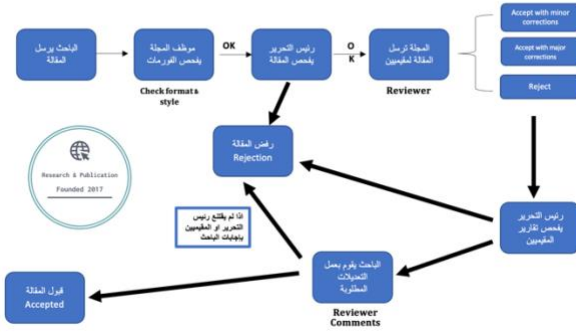 الباحث يرسل
المقالة
موظف المجلة
يفحص الفورمات
Check format &
style
OK
رئيس التحرير
يفحص المقالة
O
K
المجلة ترسل
المقالة لمقيميين
Reviewer
Accept with minor
corrections
Accept with major
corrections
Reject
رفض المقالة
Rejection
Research & Publication
Founded 2017
اذا لم يقتنع رئيس
التحرير او المقيميين
بإجابات الباحث
رئيس التحرير
يفحص تقارير
المقيميين
الباحث يقوم بعمل
التعديلات
المطلوبة
Reviewer
Comments
قبول المقالة
Accepted